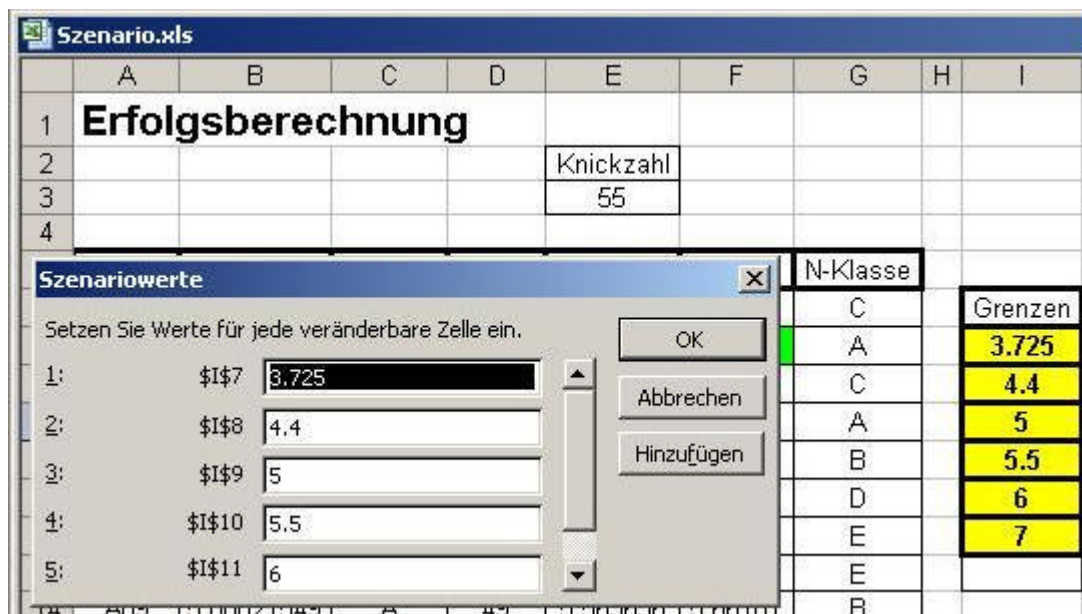 Szenario.xls
A B C D E F G H I
1 Erfolgsberechnung
2 Knickzahl
3 55
4
N-Klasse
Szenariowerte
C Grenzen
Setzen Sie Werte für jede veränderbare Zelle ein. OK
A 3.725
1: $I$7 3.725
C 4.4
Abbrechen
2: $I$8 4.4
A 5
3: $I$9 5 Hinzufügen
B 5.5
D 6
4: $I$10 5.5
E 7
5: $I$11 6
E
B